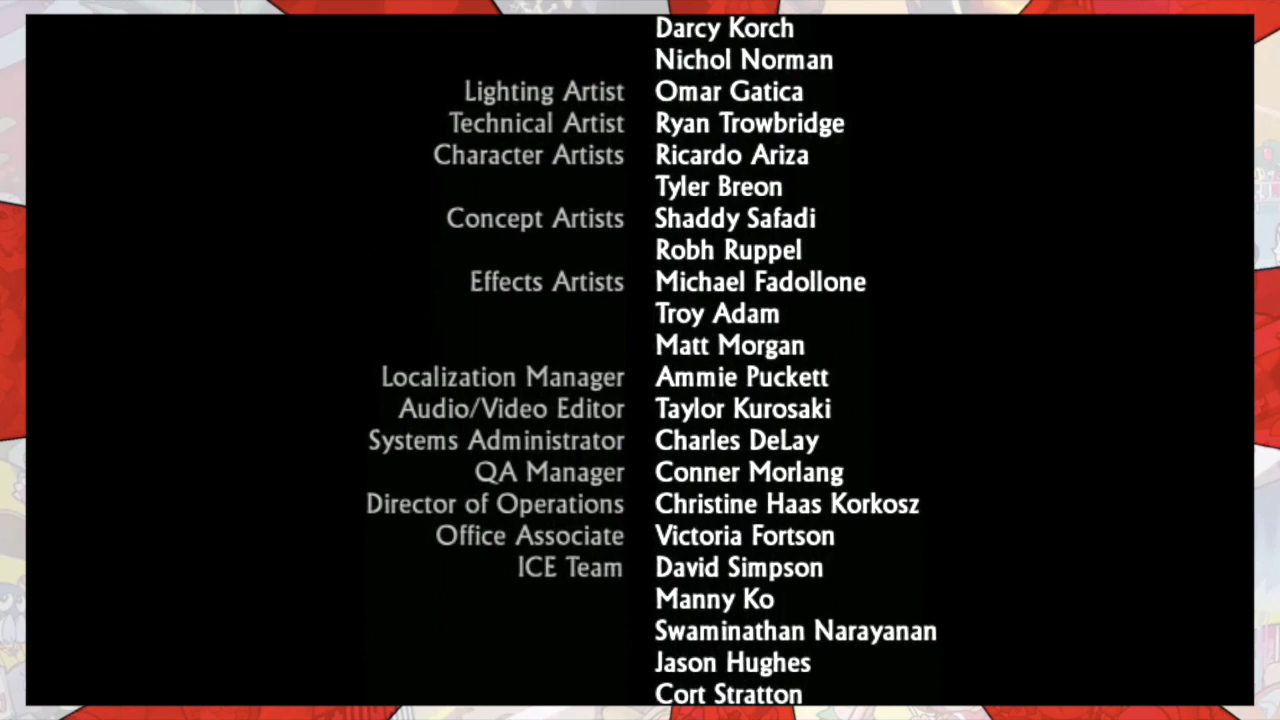 Darcy Korch
Nichol Norman
Lighting Artist Omar Gatica
Technical Artist Ryan Trowbridge
Character Artists Ricardo Ariza
Tyler Breon
Concept Artists Shaddy Safadi
Robh Ruppel
Effects Artists Michael Fadollone
Troy Adam
Matt Morgan
Localization Manager Ammie Puckett
Audio/Video Editor Taylor Kurosaki
Systems Administrator Charles DeLay
QA Manager Conner Morlang
Director of Operations Christine Haas Korkosz
Office Associate Victoria Fortson
ICE Team David Simpson
Manny Ko
Swaminathan Narayanan
Jason Hughes
Cort Stratton